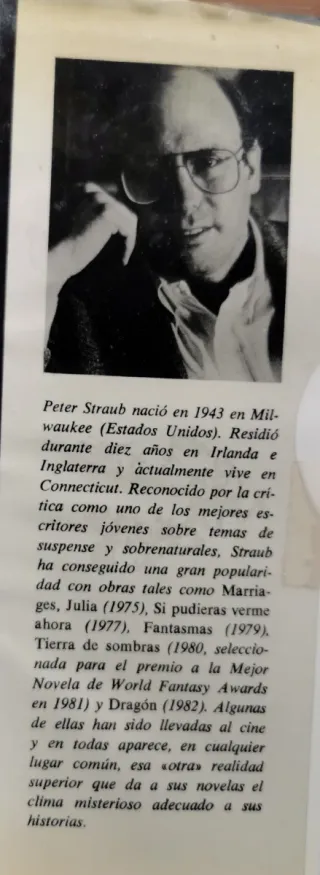 Peter Straub nació en 1943 en Mil-
waukee (Estados Unidos). Residió
durante diez años en Irlanda e
Inglaterra y actualmente vive en
Connecticut. Reconocido por la crí-
tica como uno de los mejores es-
critores jóvenes sobre temas de
suspense y sobrenaturales, Straub
ha conseguido una gran populari-
dad con obras tales como Marria-
ges, Julia (1975), Si pudieras verme
ahora (1977), Fantasmas (1979),
Tierra de sombras (1980, seleccio-
nada para el premio a la Mejor
Novela de World Fantasy Awards
en 1981) y Dragón (1982). Algunas
de ellas han sido llevadas al cine
y en todas aparece, en cualquier
lugar común, esa «otra» realidad
superior que da a sus novelas el
clima misterioso adecuado a sus
historias.